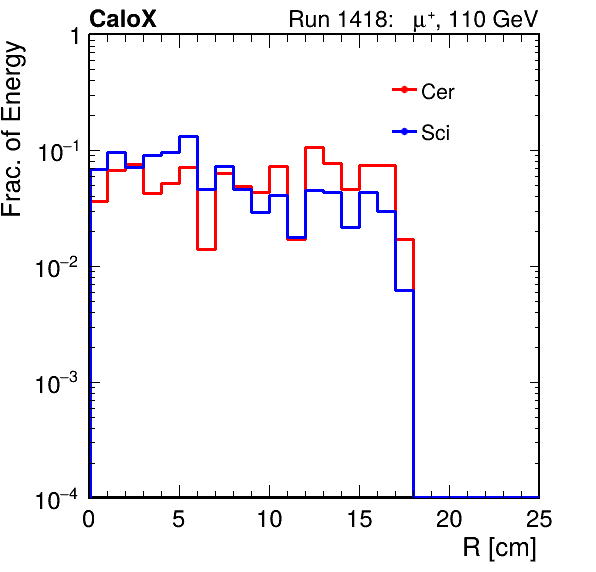 CaloX Run 1418: μ⁺, 110 GeV
Frac. of Energy
1
10⁻¹
10⁻²
10⁻³
10⁻⁴
Cer
Sci
0 5 10 15 20 25
R [cm]